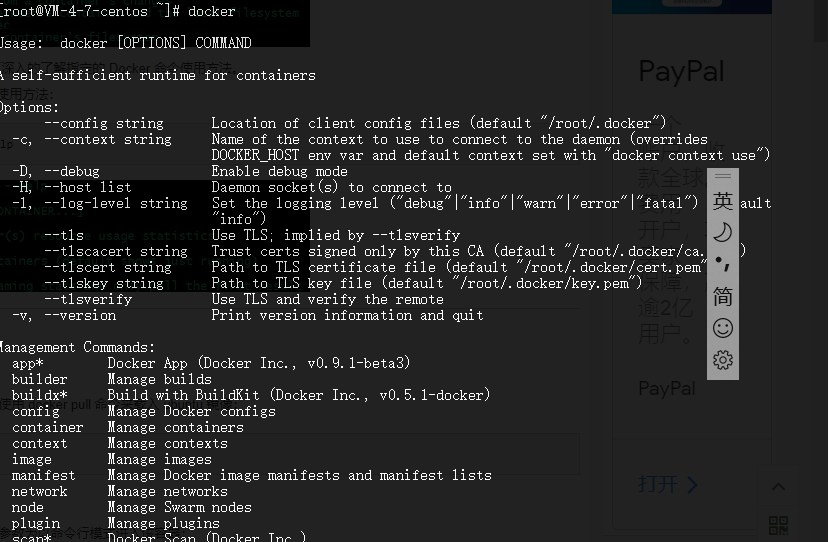 [root@VM-4-7-centos ~]# docker
Usage:  docker [OPTIONS] COMMAND
A self-sufficient runtime for containers
Options:
--config string Location of client config files (default "/root/.docker")
-c, --context string Name of the context to use to connect to the daemon (overrides
DOCKER_HOST env var and default context set with "docker context use")
-D, --debug Enable debug mode
-H, --host list Daemon socket(s) to connect to
-l, --log-level string Set the logging level ("debug"|"info"|"warn"|"error"|"fatal") ault
"info")
--tls Use TLS; implied by --tlsverify
--tlscacert string Trust certs signed only by this CA (default "/root/.docker/ca. )
--tlscert string Path to TLS certificate file (default "/root/.docker/cert.pem"
--tlskey string Path to TLS key file (default "/root/.docker/key.pem")
--tlsverify Use TLS and verify the remote
-v, --version Print version information and quit
Management Commands:
app* Docker App (Docker Inc., v0.9.1-beta3)
builder Manage builds
buildx* Build with BuildKit (Docker Inc., v0.5.1-docker)
config Manage Docker configs
container Manage containers
context Manage contexts
image Manage images
manifest Manage Docker image manifests and manifest lists
network Manage networks
node Manage Swarm nodes
plugin Manage plugins
scan* Docker Scan (Docker Inc.,)
英
简
PayPal
款全球
开户，
保障，
逾2亿
用户。
PayPal
打开